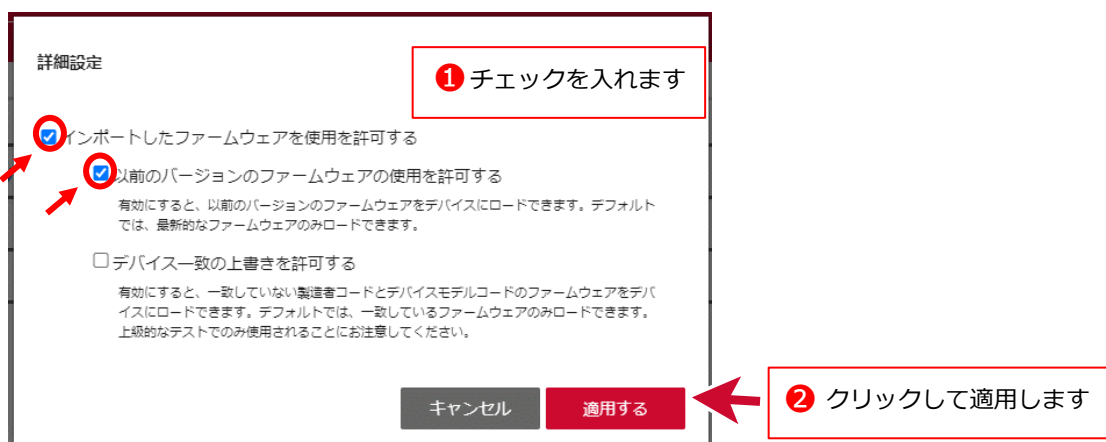 詳細設定
❶ チェックを入れます
インポートしたファームウェアを使用を許可する
以前のバージョンのファームウェアの使用を許可する
有効にすると、以前のバージョンのファームウェアをデバイスにロードできます。デフォルト
では、最新的なファームウェアのみロードできます。
デバイス一致の上書きを許可する
有効にすると、一致していない製造者コードとデバイスモデルコードのファームウェアをデバ
イスにロードできます。デフォルトでは、一致しているファームウェアのみロードできます。
上級的なテストでのみ使用されることにお注意してください。
キャンセル
適用する
❷ クリックして適用します